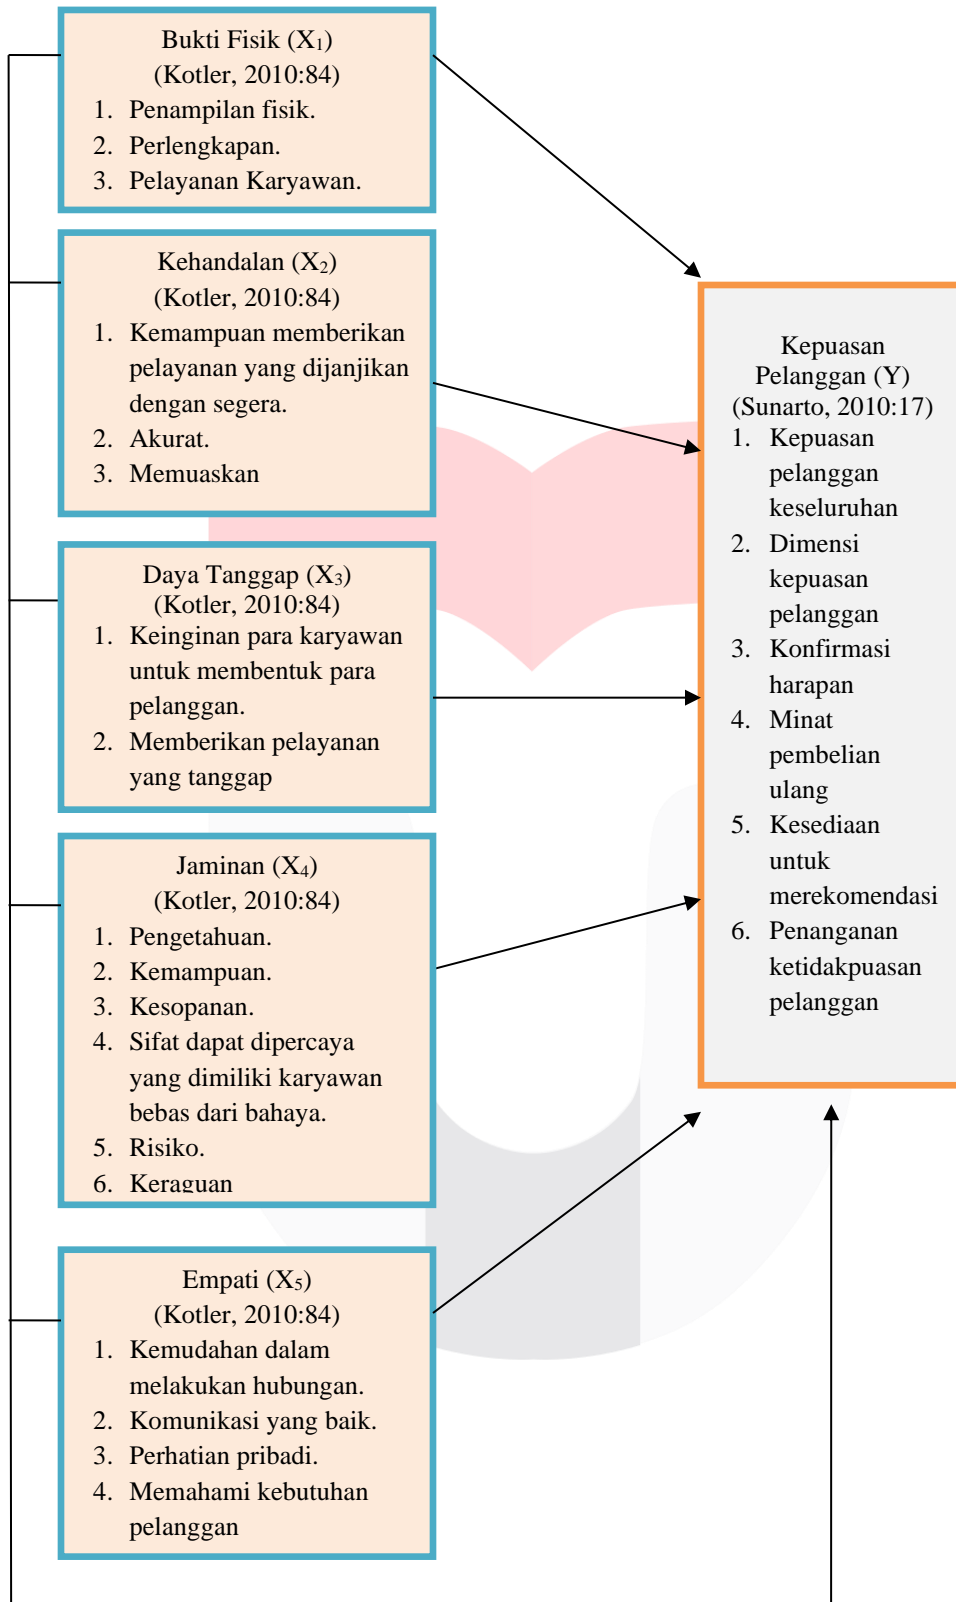 Bukti Fisik (X₁)
(Kotler, 2010:84)
1. Penampilan fisik.
2. Perlengkapan.
3. Pelayanan Karyawan.
Kehandalan (X₂)
(Kotler, 2010:84)
1. Kemampuan memberikan
pelayanan yang dijanjikan
dengan segera.
2. Akurat.
3. Memuaskan
Daya Tanggap (X₃)
(Kotler, 2010:84)
1. Keinginan para karyawan
untuk membentuk para
pelanggan.
2. Memberikan pelayanan
yang tanggap
Jaminan (X₄)
(Kotler, 2010:84)
1. Pengetahuan.
2. Kemampuan.
3. Kesopanan.
4. Sifat dapat dipercaya
yang dimiliki karyawan
bebas dari bahaya.
5. Risiko.
6. Keraguan
Empati (X₅)
(Kotler, 2010:84)
1. Kemudahan dalam
melakukan hubungan.
2. Komunikasi yang baik.
3. Perhatian pribadi.
4. Memahami kebutuhan
pelanggan
Kepuasan
Pelanggan (Y)
(Sunarto, 2010:17)
1. Kepuasan
pelanggan
keseluruhan
2. Dimensi
kepuasan
pelanggan
3. Konfirmasi
harapan
4. Minat
pembelian
ulang
5. Kesediaan
untuk
merekomendasi
6. Penanganan
ketidakpuasan
pelanggan